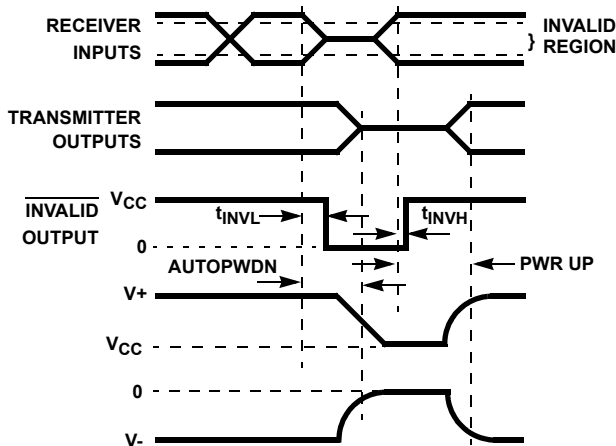 RECEIVER
INPUTS
INVALID
} REGION
TRANSMITTER
OUTPUTS
INVALID
OUTPUT
VCC
0
tINVL
tINVH
AUTOPWDN
PWR UP
V+
VCC
0
V-